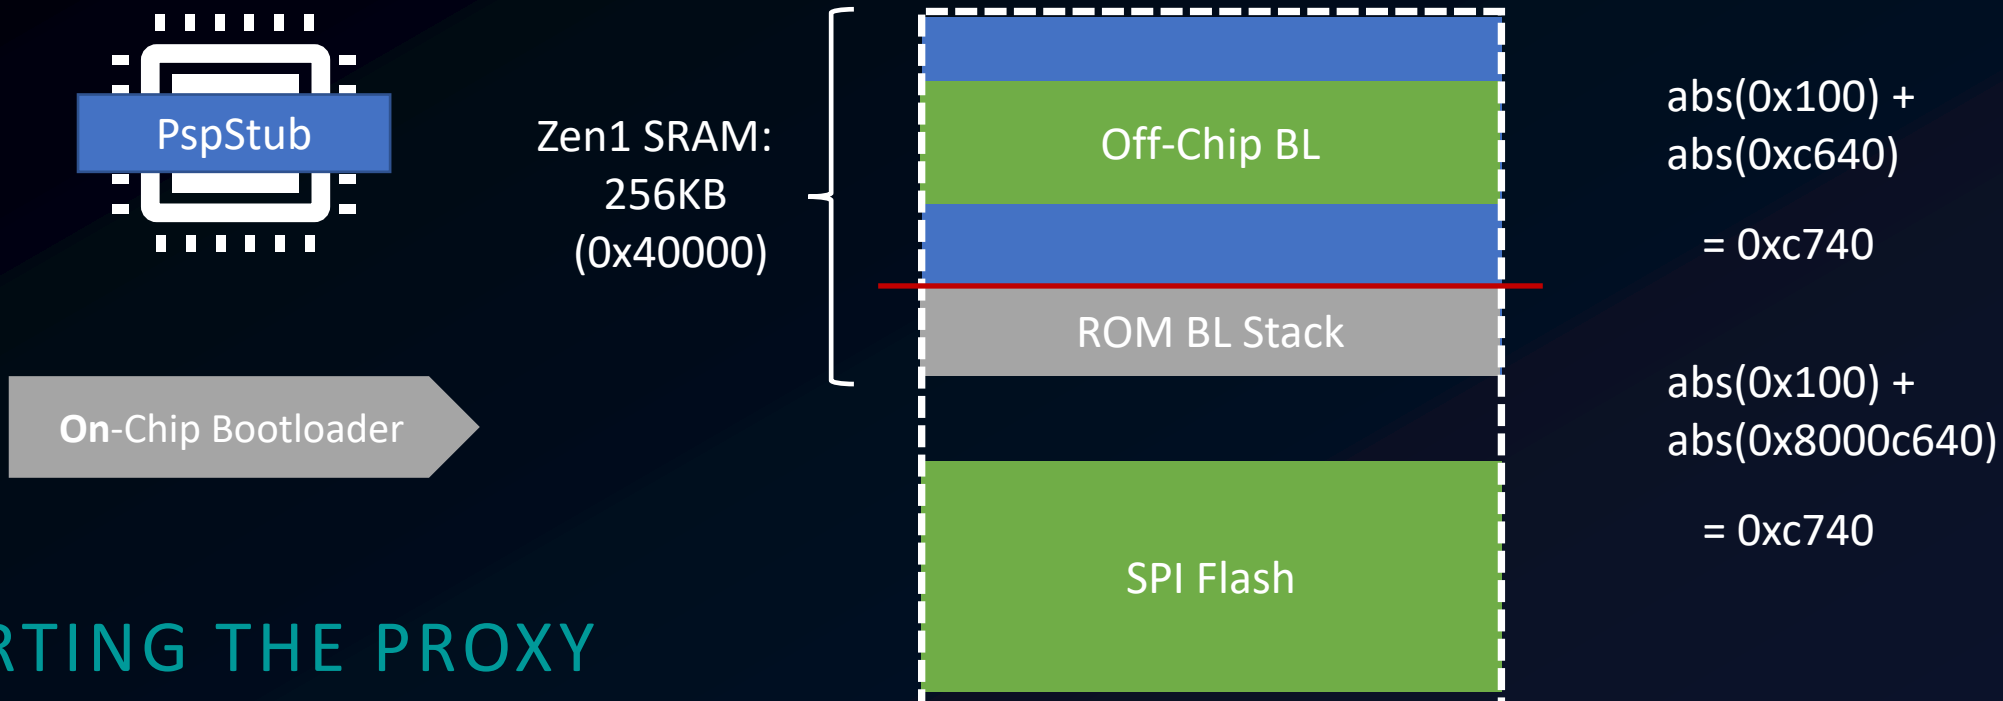 PspStub
Zen1 SRAM:
256KB
(0x40000)
On-Chip Bootloader
RTING THE PROXY
Off-Chip BL
ROM BL Stack
SPI Flash
abs(0x100) +
abs(0xc640)
= 0xc740
abs(0x100) +
abs(0x8000c640)
= 0xc740